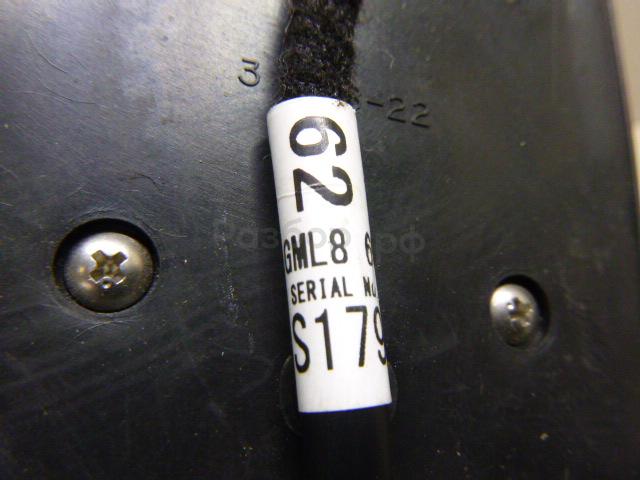 3 -22
62
GML8 6
SERIAL No.
S179